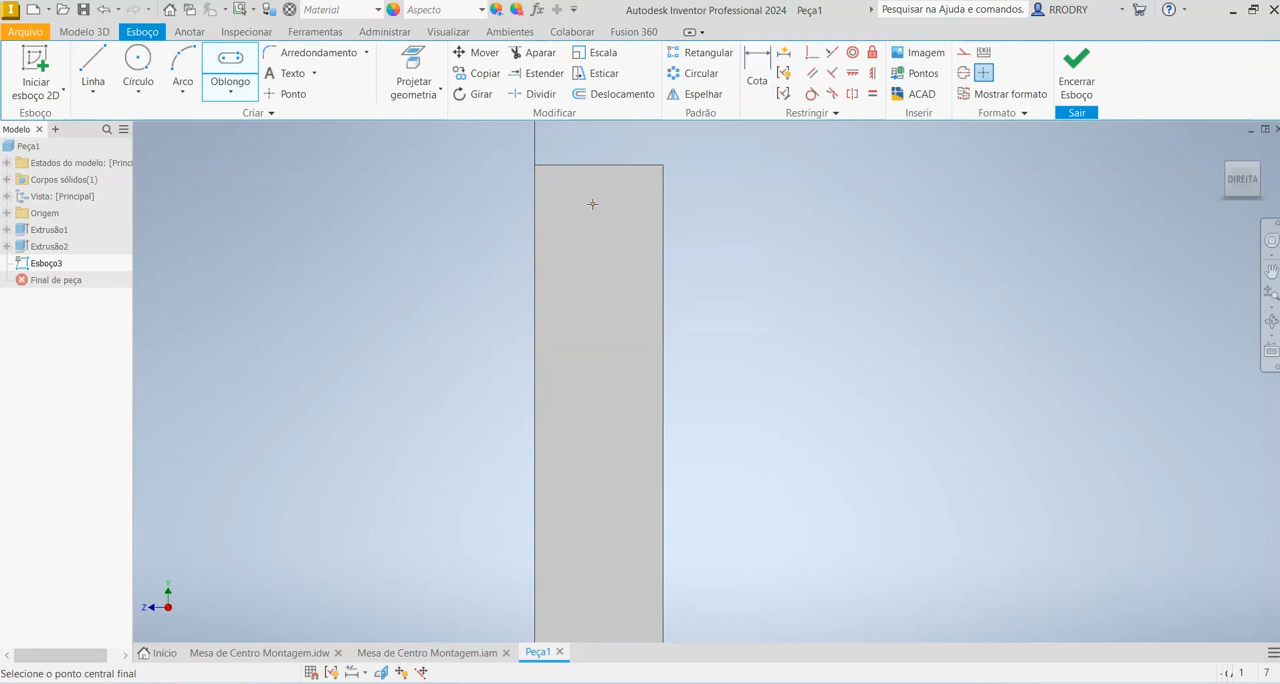 Material
Aspecto
Autodesk Inventor Professional 2024 Peça1
Pesquisar na Ajuda e comandos.
RRODRY
Arquivo
Modelo 3D
Esboço
Anotar
Inspecionar
Ferramentas
Administrar
Visualizar
Ambientes
Colaborar
Fusion 360
Iniciar
esboço 2D
Linha
Círculo
Arco
Oblongo
Arredondamento
Texto
Ponto
Projetar
geometria
Mover
Copiar
Girar
Aparar
Estender
Dividir
Escala
Esticar
Deslocamento
Retangular
Circular
Espelhar
Cota
Imagem
Pontos
ACAD
Mostrar formato
Encerrar
Esboço
Esboço
Criar
Modificar
Padrão
Restringir
Inserir
Formato
Sair
Modelo
Peça1
Estados do modelo: [Princi
Corpos sólidos(1)
Vista: [Principal]
Origem
Extrusão1
Extrusão2
Esboço3
Final de peça
DIREITA
Y
Z
Início
Mesa de Centro Montagem.idw
Mesa de Centro Montagem.iam
Peça1
Selecione o ponto central final
1
7